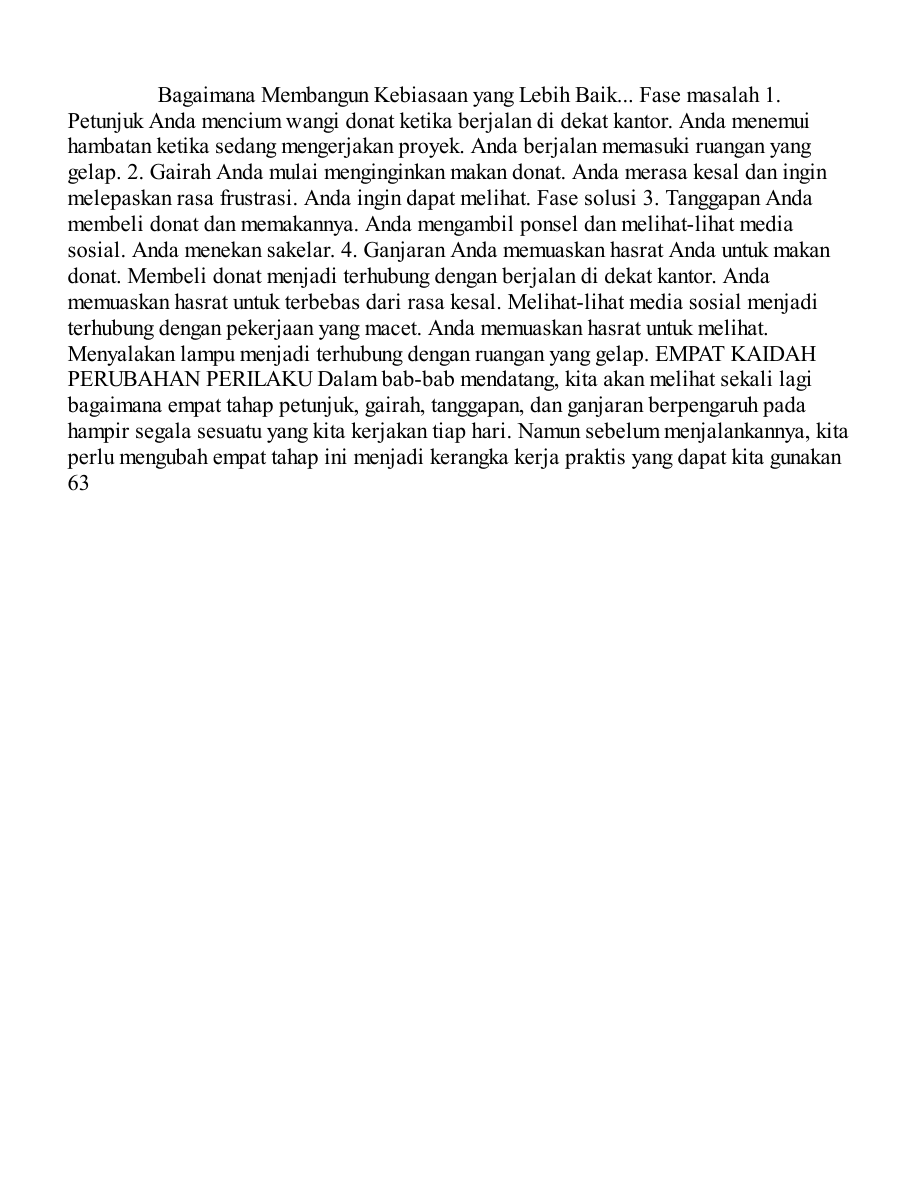 Bagaimana Membangun Kebiasaan yang Lebih Baik... Fase masalah 1.
Petunjuk Anda mencium wangi donat ketika berjalan di dekat kantor. Anda menemui
hambatan ketika sedang mengerjakan proyek. Anda berjalan memasuki ruangan yang
gelap. 2. Gairah Anda mulai menginginkan makan donat. Anda merasa kesal dan ingin
melepaskan rasa frustrasi. Anda ingin dapat melihat. Fase solusi 3. Tanggapan Anda
membeli donat dan memakannya. Anda mengambil ponsel dan melihat-lihat media
sosial. Anda menekan sakelar. 4. Ganjaran Anda memuaskan hasrat Anda untuk makan
donat. Membeli donat menjadi terhubung dengan berjalan di dekat kantor. Anda
memuaskan hasrat untuk terbebas dari rasa kesal. Melihat-lihat media sosial menjadi
terhubung dengan pekerjaan yang macet. Anda memuaskan hasrat untuk melihat.
Menyalakan lampu menjadi terhubung dengan ruangan yang gelap. EMPAT KAIDAH
PERUBAHAN PERILAKU Dalam bab-bab mendatang, kita akan melihat sekali lagi
bagaimana empat tahap petunjuk, gairah, tanggapan, dan ganjaran berpengaruh pada
hampir segala sesuatu yang kita kerjakan tiap hari. Namun sebelum menjalankannya, kita
perlu mengubah empat tahap ini menjadi kerangka kerja praktis yang dapat kita gunakan
63